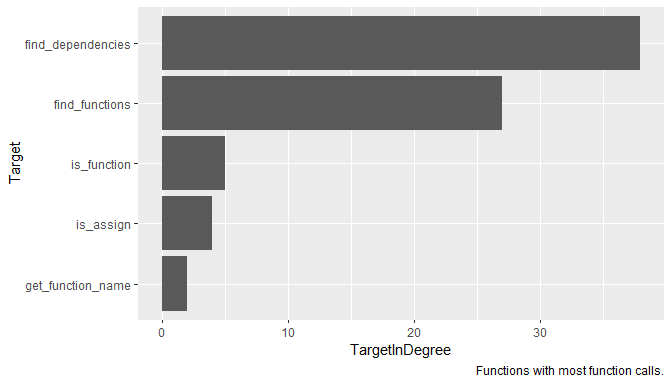 Target
find_dependencies
find_functions
is_function
is_assign
get_function_name
0 10 20 30
TargetInDegree
Functions with most function calls.